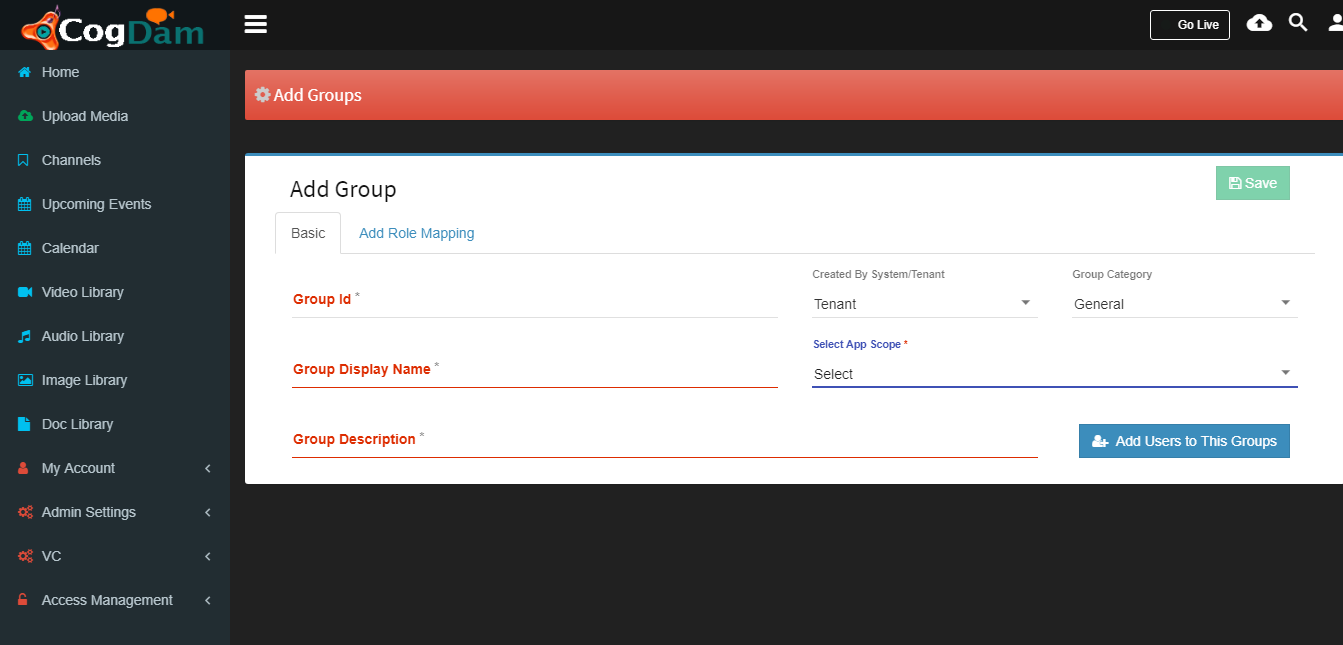 CogDam
Go Live
Home
Upload Media
Channels
Upcoming Events
Calendar
Video Library
Audio Library
Image Library
Doc Library
My Account
Admin Settings
VC
Access Management
Add Groups
Add Group
Save
Basic
Add Role Mapping
Group Id *
Created By System/Tenant
Tenant
Group Category
General
Group Display Name *
Select App Scope *
Select
Group Description *
Add Users to This Groups